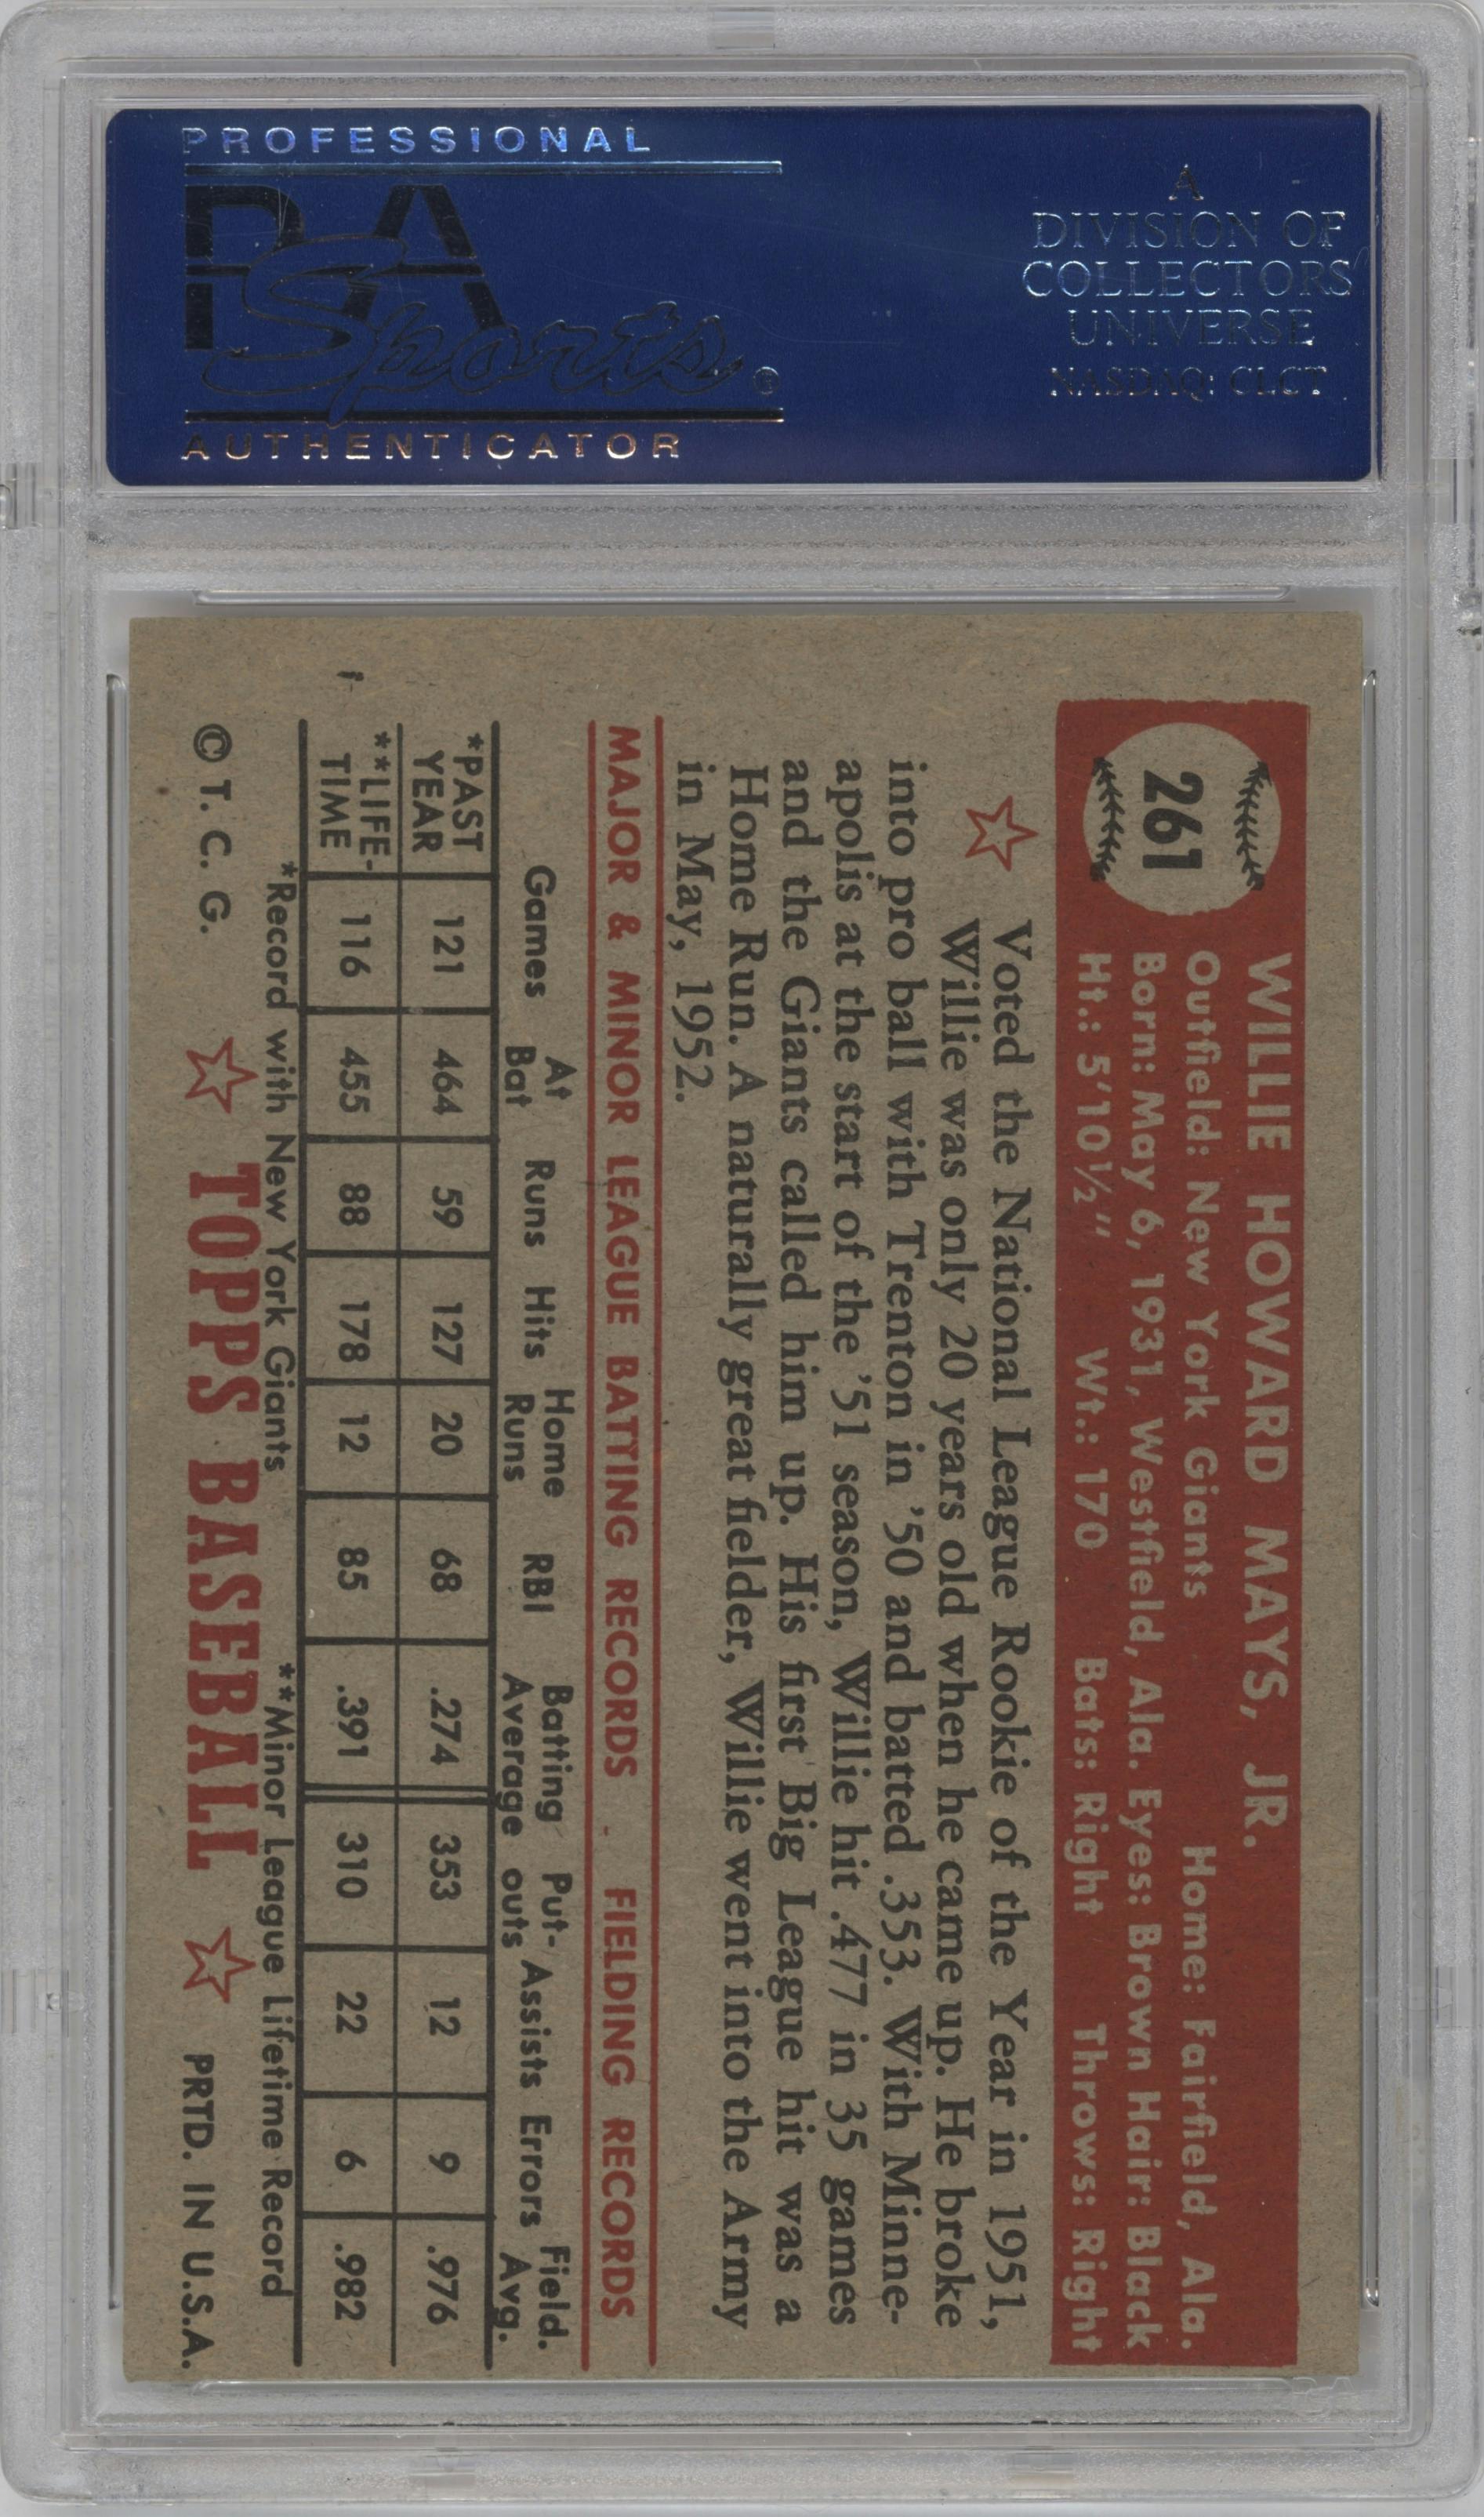 PROFESSIONAL
PSA
Sports®
AUTHENTICATOR
A
DIVISION OF
COLLECTORS'
UNIVERSE
NASDAQ: CLCT
261
WILLIE HOWARD MAYS, JR.
Outfield: New York Giants Home: Fairfield, Ala.
Born: May 6, 1931, Westfield, Ala. Eyes: Brown Hair: Black
Ht.: 5'10½" Wt.: 170 Bats: Right Throws: Right
Voted the National League Rookie of the Year in 1951,
Willie was only 20 years old when he came up. He broke
into pro ball with Trenton in '50 and batted .353. With Minne-
apolis at the start of the '51 season, Willie hit .477 in 35 games
and the Giants called him up. His first Big League hit was a
Home Run. A naturally great fielder, Willie went into the Army
in May, 1952.
MAJOR & MINOR LEAGUE BATTING RECORDS . FIELDING RECORDS
Games At Bat Runs Hits Home Runs RBI Batting Average Put-outs Assists Errors Field. Avg.
*PAST YEAR 121 464 59 127 20 68 .274 353 12 9 .976
**LIFE-TIME 116 455 88 178 12 85 .391 310 22 6 .982
*Record with New York Giants **Minor League Lifetime Record
© T. C. G. ☆ TOPPS BASEBALL ☆ PRTD. IN U.S.A.